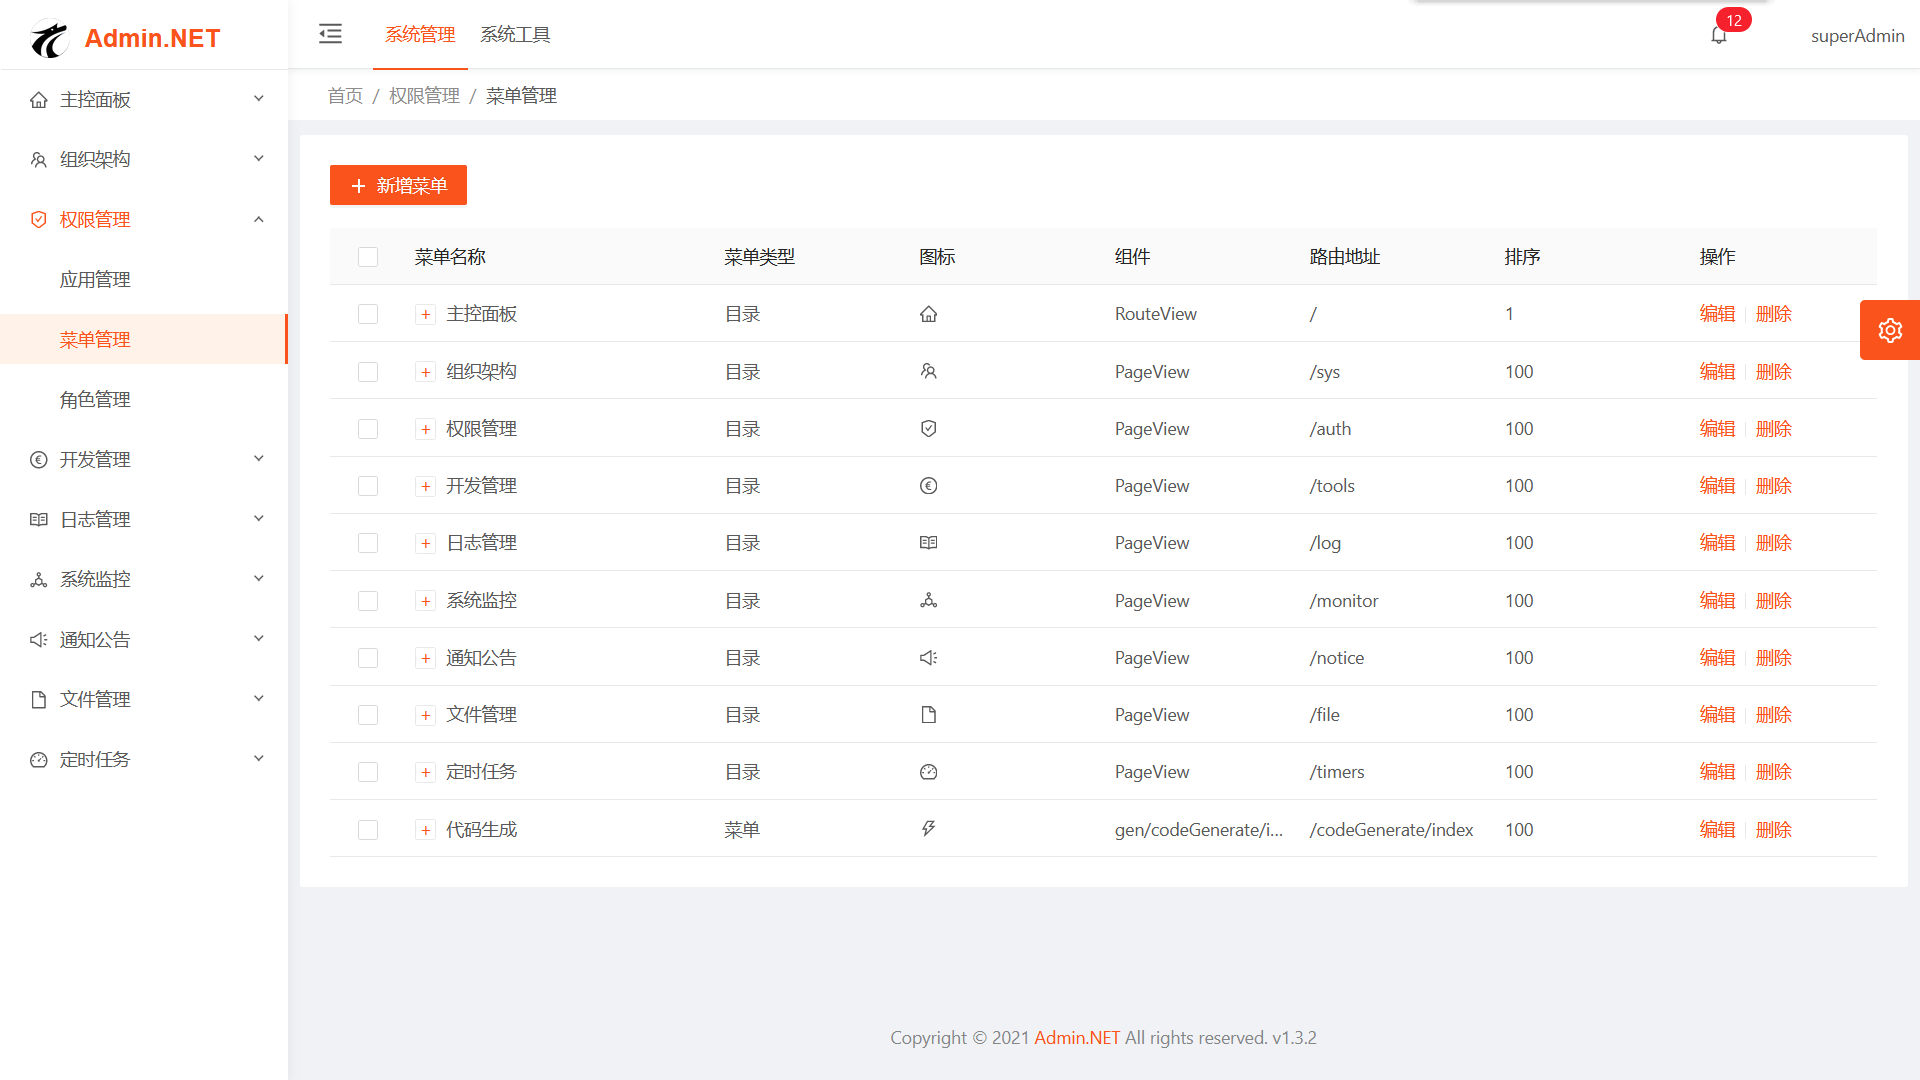 Admin.NET
系统管理 系统工具
12
superAdmin
首页 / 权限管理 / 菜单管理
主控面板
组织架构
权限管理
应用管理
菜单管理
角色管理
开发管理
日志管理
系统监控
通知公告
文件管理
定时任务
+ 新增菜单
菜单名称 菜单类型 图标 组件 路由地址 排序 操作
+ 主控面板 目录 RouteView / 1 编辑 删除
+ 组织架构 目录 PageView /sys 100 编辑 删除
+ 权限管理 目录 PageView /auth 100 编辑 删除
+ 开发管理 目录 PageView /tools 100 编辑 删除
+ 日志管理 目录 PageView /log 100 编辑 删除
+ 系统监控 目录 PageView /monitor 100 编辑 删除
+ 通知公告 目录 PageView /notice 100 编辑 删除
+ 文件管理 目录 PageView /file 100 编辑 删除
+ 定时任务 目录 PageView /timers 100 编辑 删除
+ 代码生成 菜单 gen/codeGenerate/i... /codeGenerate/index 100 编辑 删除
Copyright © 2021 Admin.NET All rights reserved. v1.3.2